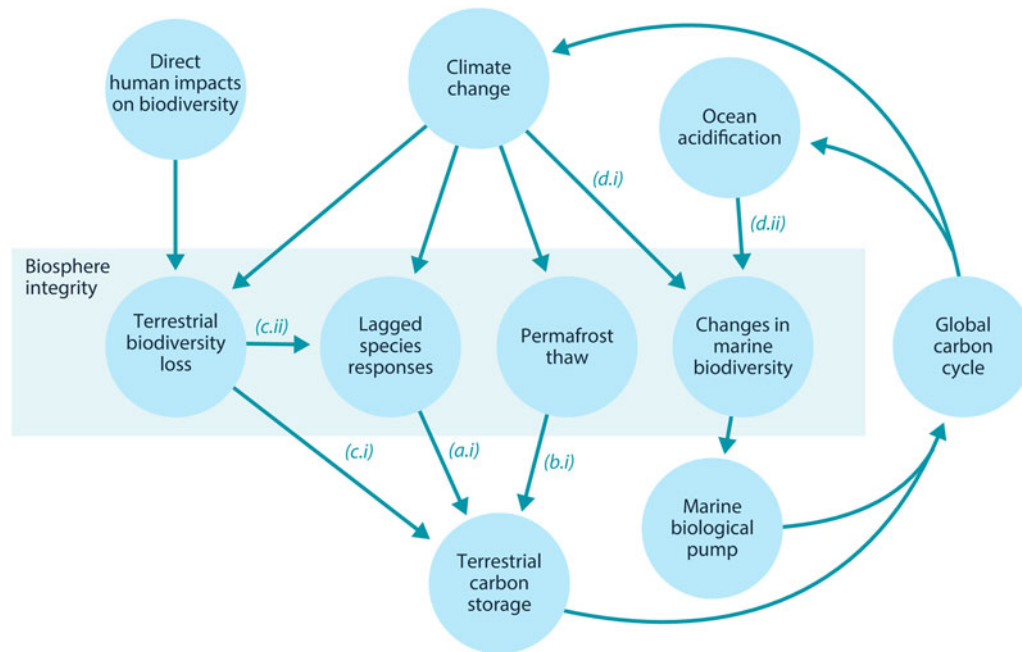 Direct
human impacts
on biodiversity
Climate
change
Ocean
acidification
(d.i)
(d.ii)
Biosphere
integrity
Terrestrial
biodiversity
loss
(c.ii)
Lagged
species
responses
Permafrost
thaw
Changes in
marine
biodiversity
Global
carbon
cycle
(c.i)
(a.i)
(b.i)
Marine
biological
pump
Terrestrial
carbon
storage